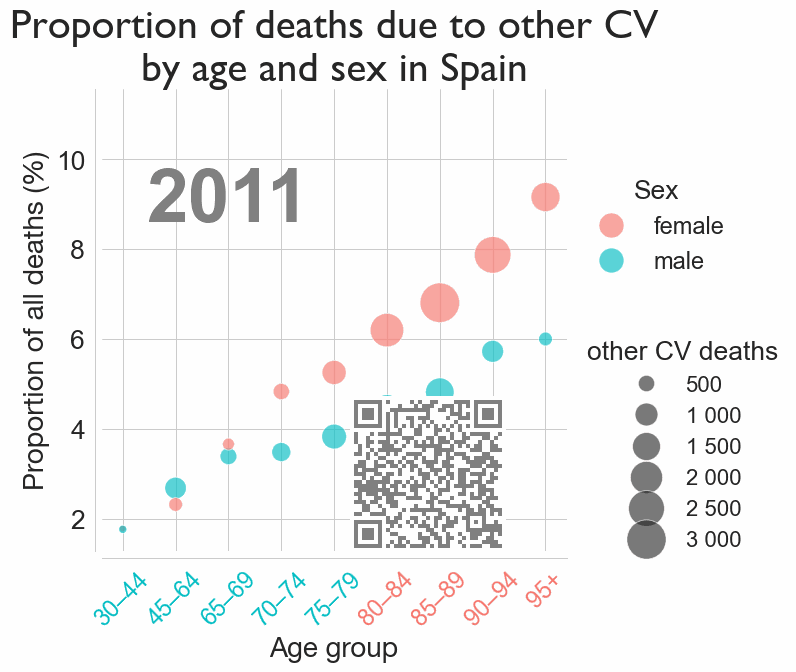 Proportion of deaths due to other CV
by age and sex in Spain
Proportion of all deaths (%)
10
8
6
4
2
2011
Sex
female
male
other CV deaths
500
1 000
1 500
2 000
2 500
3 000
30–44
45–64
65–69
70–74
75–79
80–84
85–89
90–94
95+
Age group